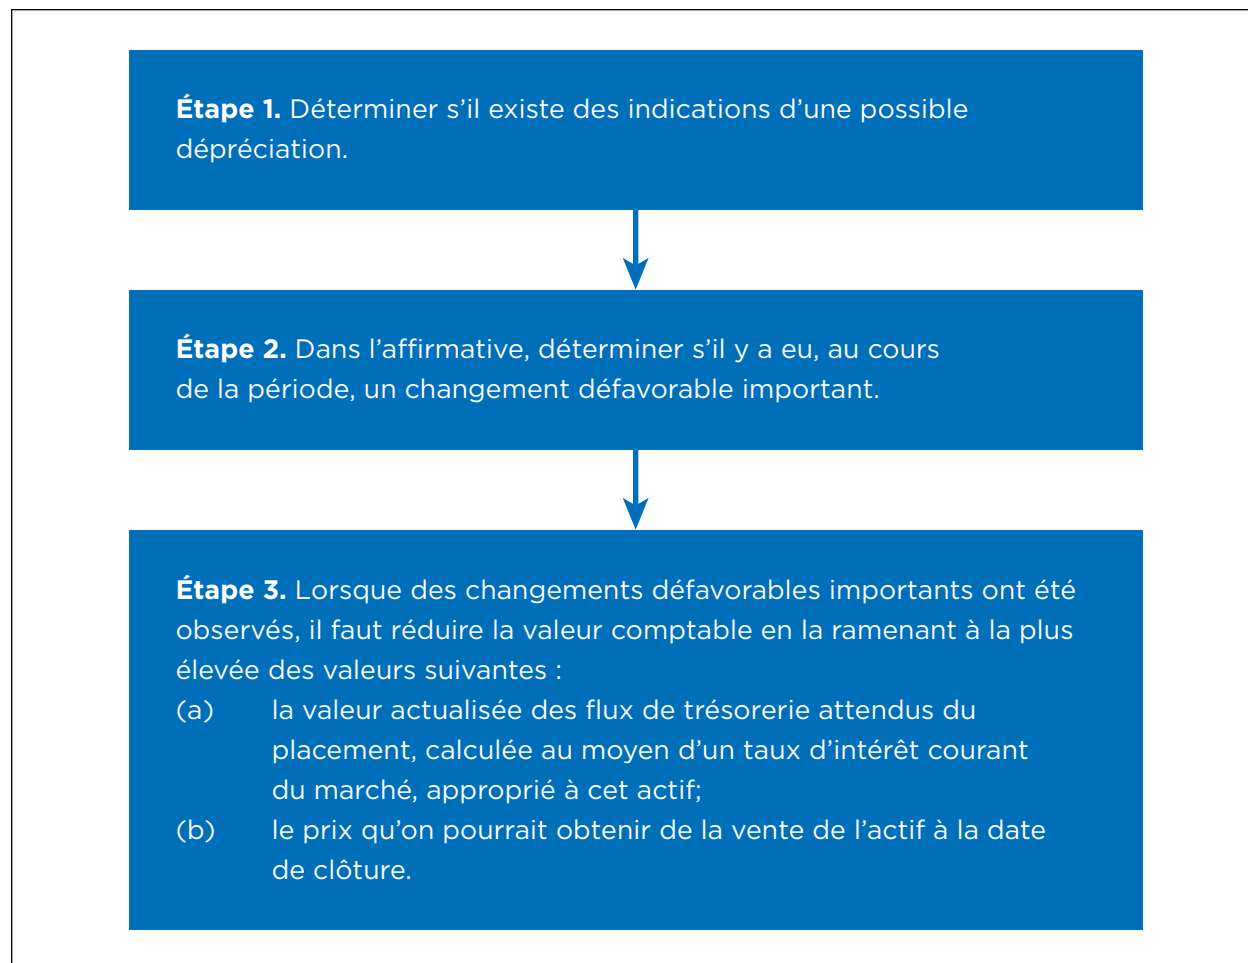 Étape 1. Déterminer s’il existe des indications d’une possible
dépréciation.
Étape 2. Dans l’affirmative, déterminer s’il y a eu, au cours
de la période, un changement défavorable important.
Étape 3. Lorsque des changements défavorables importants ont été
observés, il faut réduire la valeur comptable en la ramenant à la plus
élevée des valeurs suivantes :
(a) la valeur actualisée des flux de trésorerie attendus du
placement, calculée au moyen d’un taux d’intérêt courant
du marché, approprié à cet actif;
(b) le prix qu’on pourrait obtenir de la vente de l’actif à la date
de clôture.